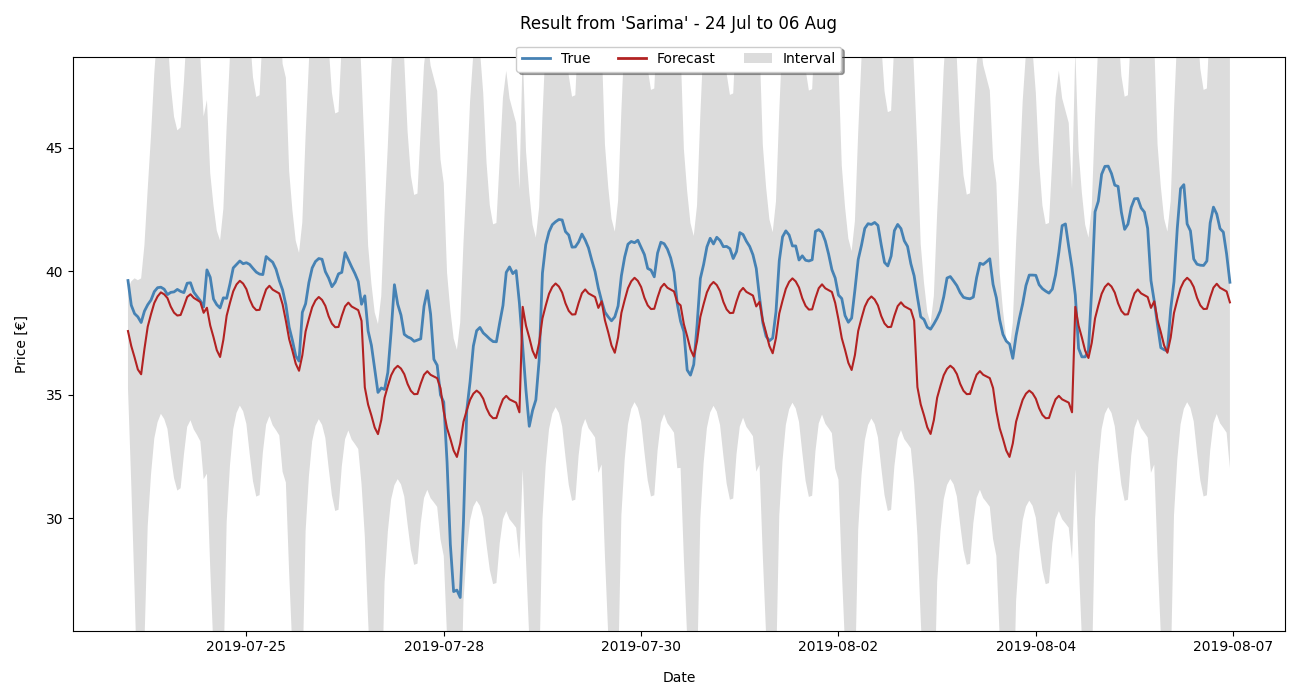 Result from 'Sarima' - 24 Jul to 06 Aug
True Forecast Interval
45
40
35
30
Price [€]
2019-07-25 2019-07-28 2019-07-30 2019-08-02 2019-08-04 2019-08-07
Date